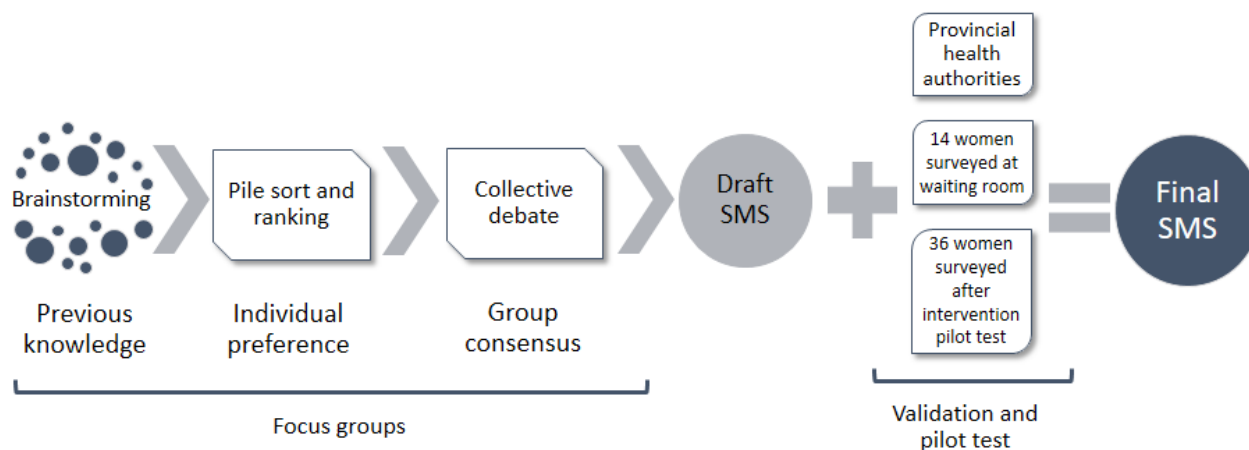 Brainstorming
Previous
knowledge
Pile sort and
ranking
Individual
preference
Collective
debate
Group
consensus
Focus groups
Draft
SMS
Provincial
health
authorities
14 women
surveyed at
waiting room
36 women
surveyed
after
intervention
pilot test
Validation and
pilot test
Final
SMS